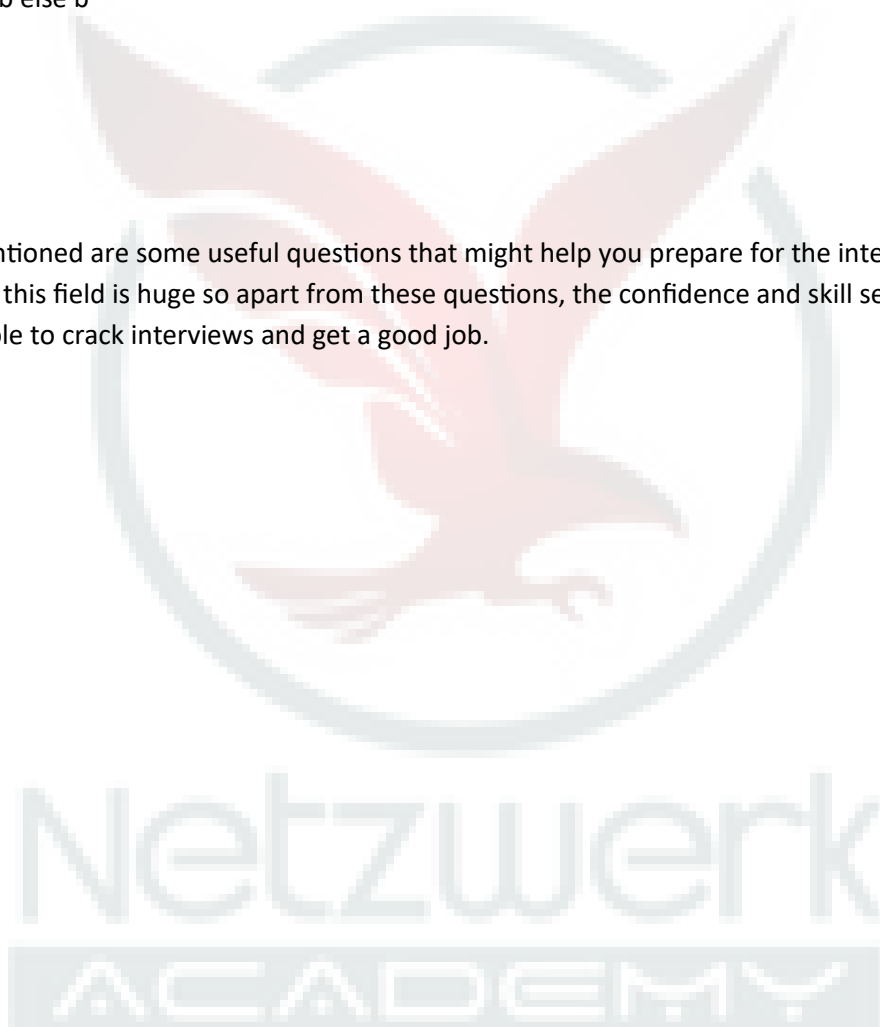 b else b
ntioned are some useful questions that might help you prepare for the inte
this field is huge so apart from these questions, the confidence and skill se
le to crack interviews and get a good job.
Netzwerk
ACADEMY